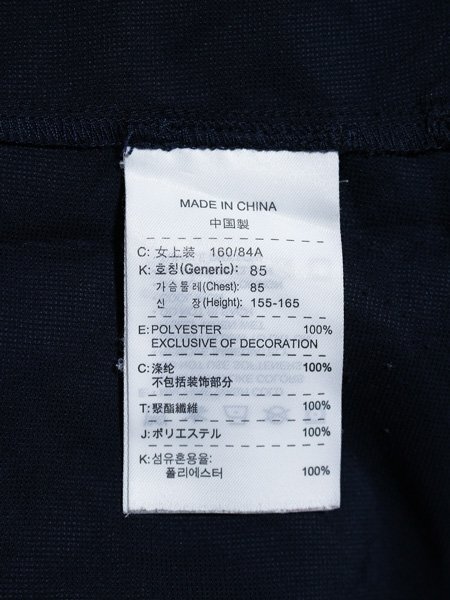 MADE IN CHINA
中国製
C: 女上装 160/84A
K: 호칭(Generic): 85
가슴둘레(Chest): 85
신 장(Height): 155-165
E: POLYESTER 100%
EXCLUSIVE OF DECORATION
C: 涤纶 100%
不包括装饰部分
T: 聚酯纖維 100%
J: ポリエステル 100%
K: 섬유혼용율:
폴리에스터 100%